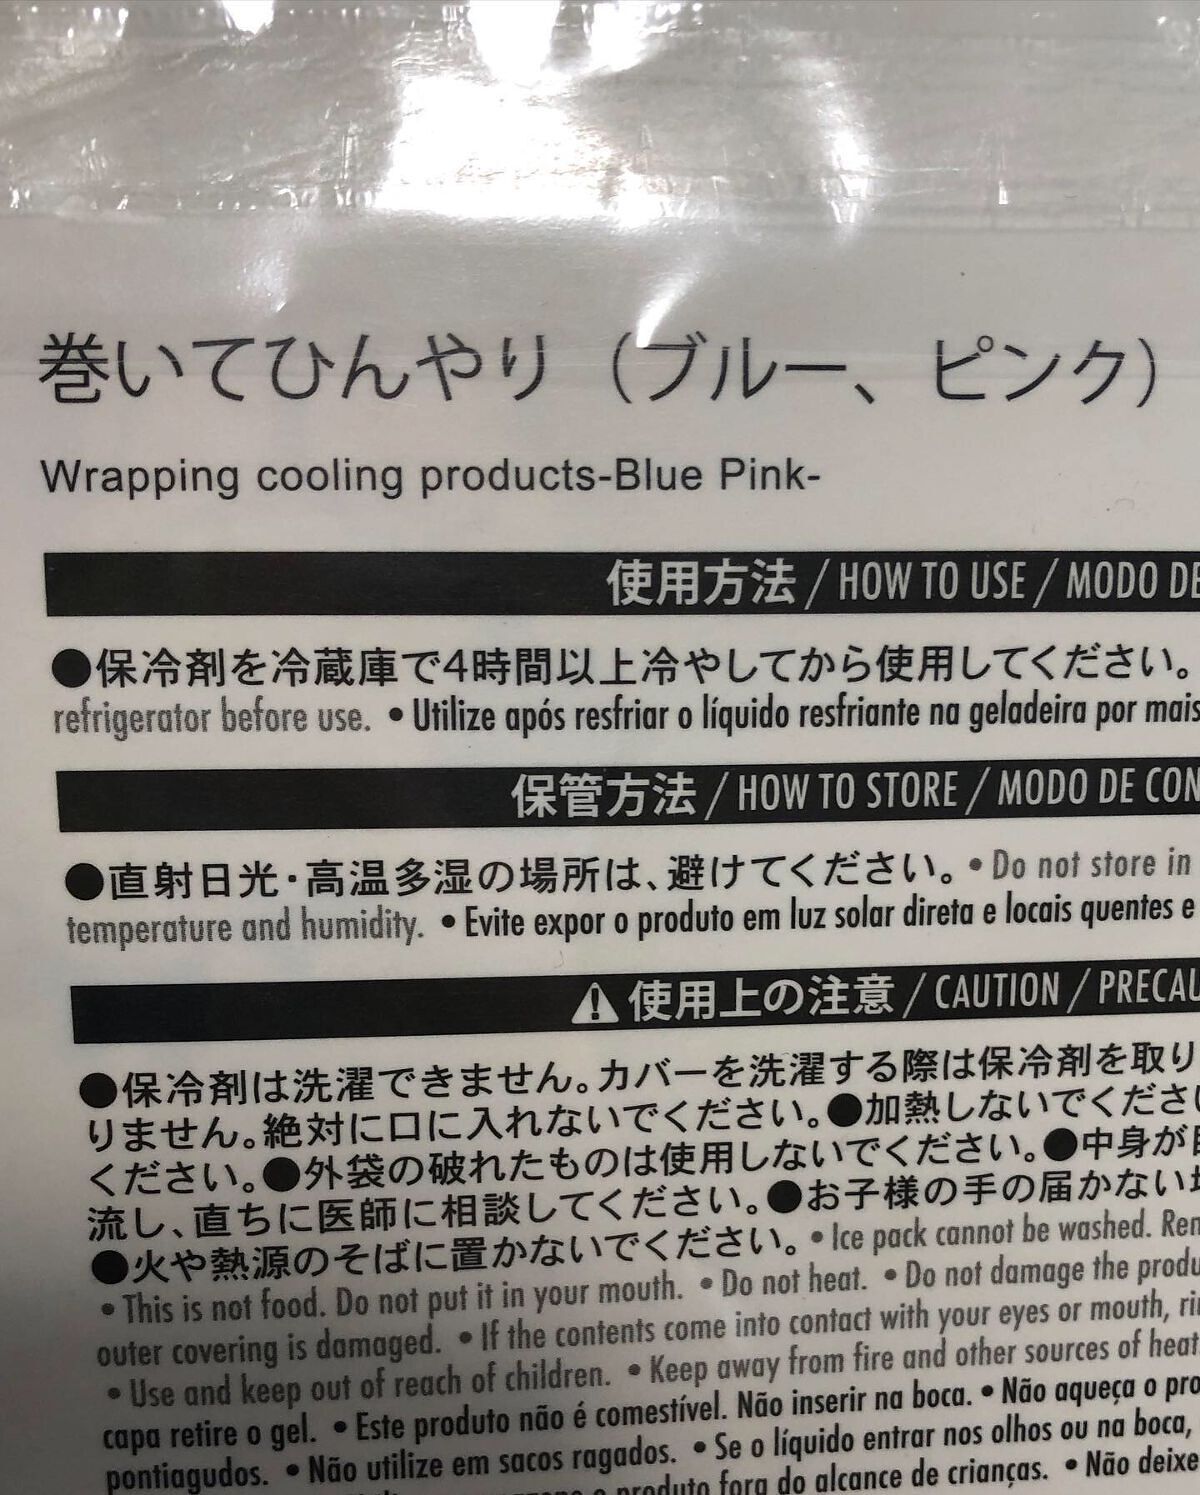 巻いてひんやり（ブルー、ピンク）
Wrapping cooling products-Blue Pink-
使用方法 / HOW TO USE / MODO DE
●保冷剤を冷蔵庫で4時間以上冷やしてから使用してください。
refrigerator before use. • Utilize após resfriar o líquido resfriante na geladeira por mais
保管方法 / HOW TO STORE / MODO DE CON
●直射日光・高温多湿の場所は、避けてください。 • Do not store in
temperature and humidity. • Evite expor o produto em luz solar direta e locais quentes e
⚠使用上の注意 / CAUTION / PRECAU
●保冷剤は洗濯できません。カバーを洗濯する際は保冷剤を取り
りません。絶対に口に入れないでください。●加熱しないでくださ
ください。●外袋の破れたものは使用しないでください。●中身が
流し、直ちに医師に相談してください。●お子様の手の届かない
●火や熱源のそばに置かないでください。 • Ice pack cannot be washed. Rem
• This is not food. Do not put it in your mouth. • Do not heat. • Do not damage the produ
outer covering is damaged. • If the contents come into contact with your eyes or mouth, ri
• Use and keep out of reach of children. • Keep away from fire and other sources of heat
capa retire o gel. • Este produto não é comestível. Não inserir na boca. • Não aqueça o pro
pontiagudos. • Não utilize em sacos ragados. • Se o líquido entrar nos olhos ou na boca,
o produto fora do alcance de crianças. • Não deixe